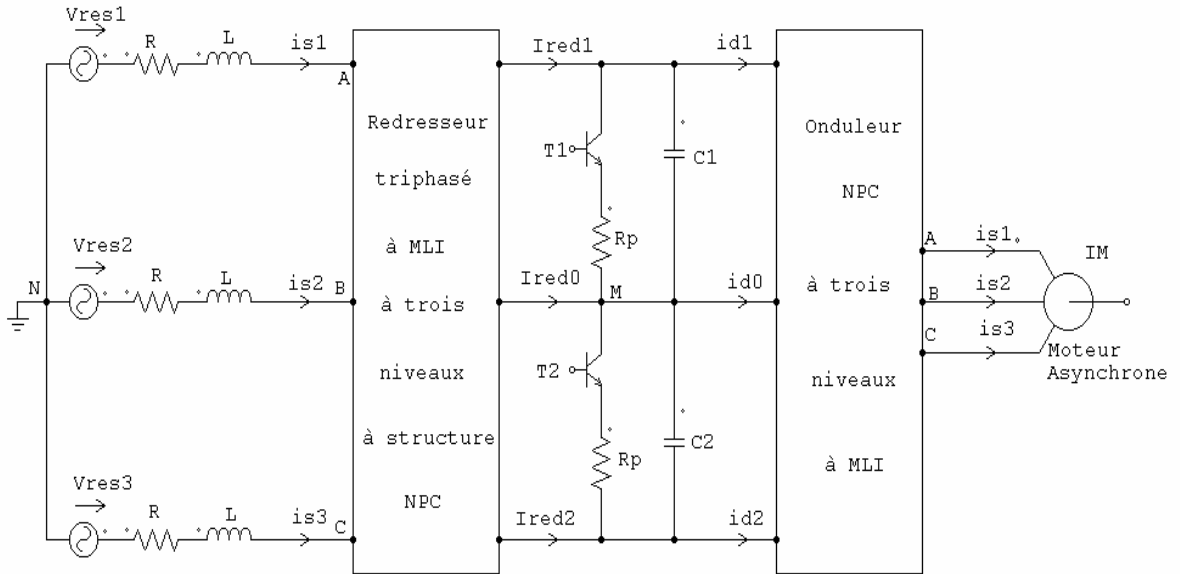 Vres1
R
L
is1
A
Ired1
id1
Redresseur
triphasé
à MLI
à trois
niveaux
à structure
NPC
T1
C1
Rp
Onduleur
NPC
à trois
niveaux
à MLI
Vres2
N
R
L
is2
B
Ired0
M
id0
A
is1
B
is2
C
is3
IM
Moteur
Asynchrone
T2
C2
Rp
Vres3
R
L
is3
C
Ired2
id2